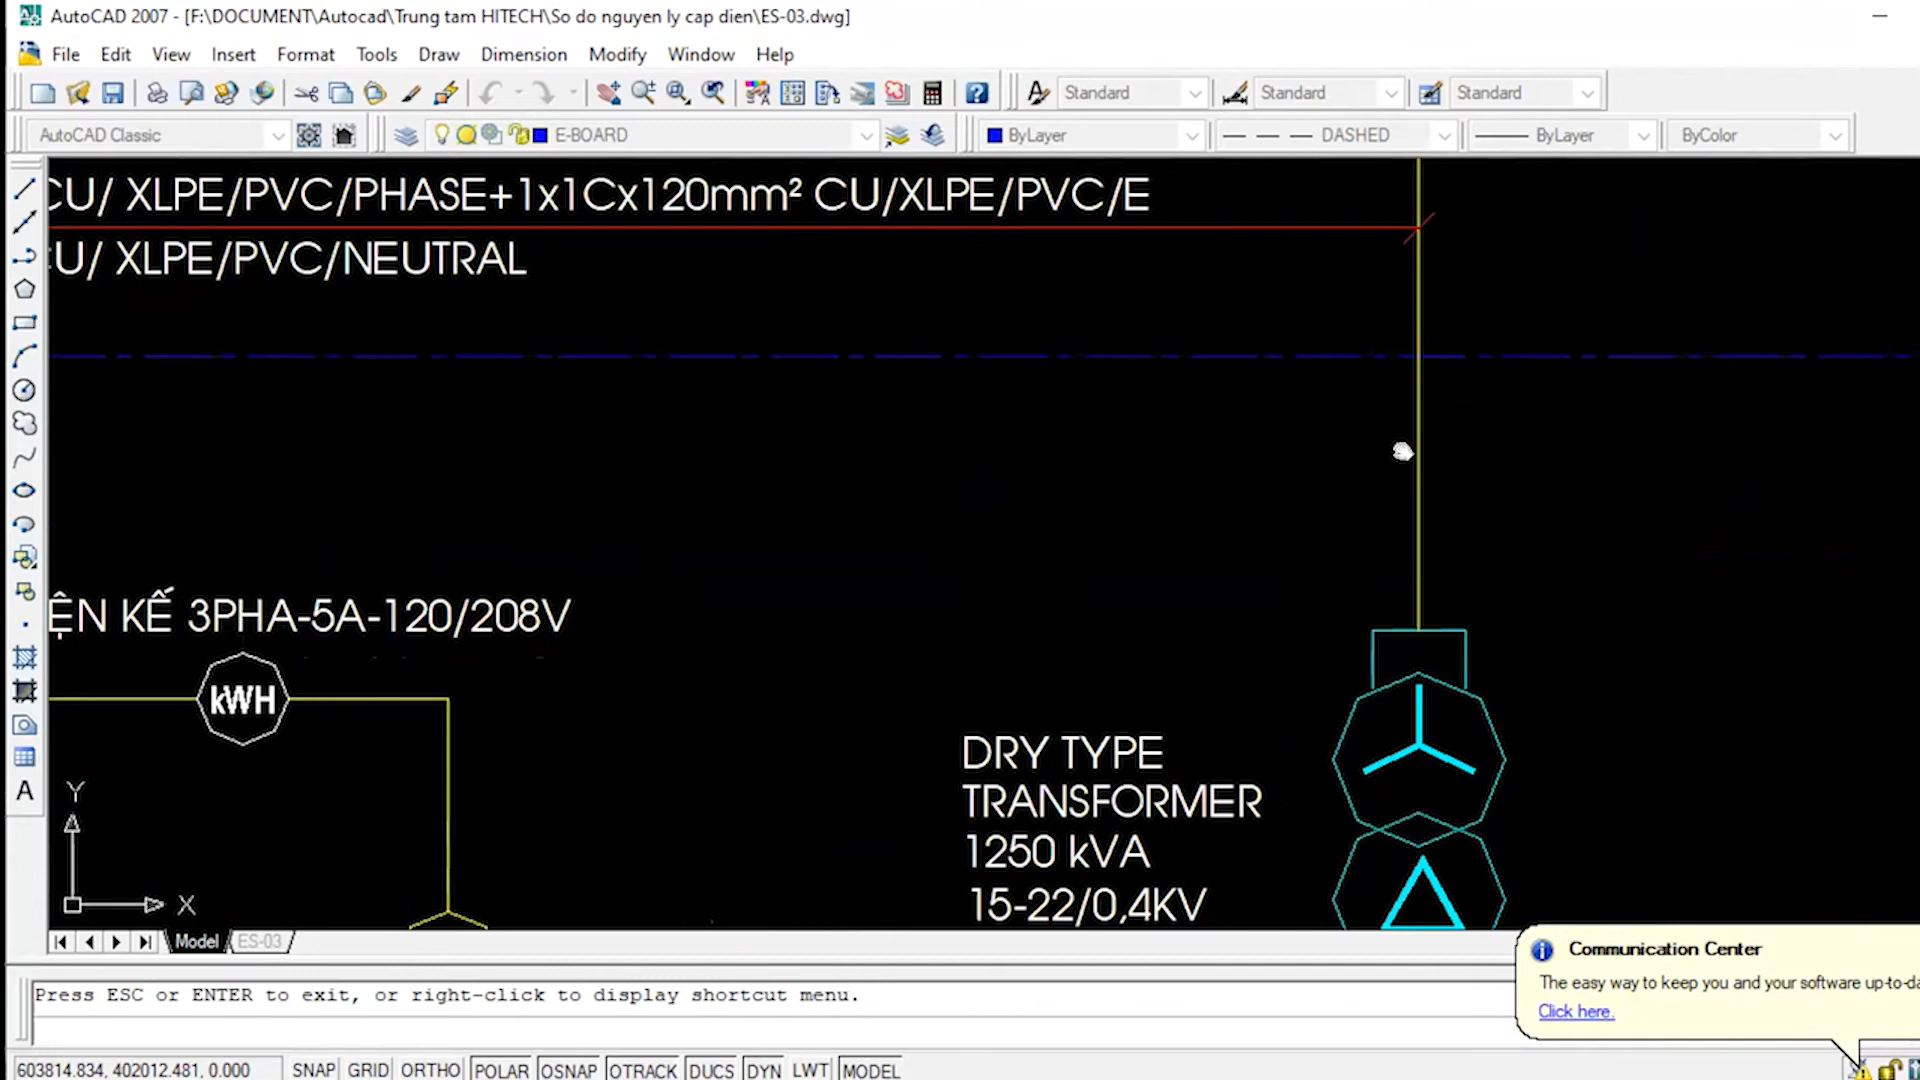 AutoCAD 2007 - [F:\DOCUMENT\Autocad\Trung tam HITECH\So do nguyen ly cap dien\ES-03.dwg]
File Edit View Insert Format Tools Draw Dimension Modify Window Help
Standard Standard Standard
AutoCAD Classic E-BOARD ByLayer DASHED ByLayer ByColor
CU/ XLPE/PVC/PHASE+1x1Cx120mm² CU/XLPE/PVC/E
CU/ XLPE/PVC/NEUTRAL
ỆN KẾ 3PHA-5A-120/208V
kWH
DRY TYPE
TRANSFORMER
1250 kVA
15-22/0,4KV
A
Y
X
Model ES-03
Communication Center
The easy way to keep you and your software up-to-da
Click here.
Press ESC or ENTER to exit, or right-click to display shortcut menu.
603814.834, 402012.481, 0.000 SNAP GRID ORTHO POLAR OSNAP OTRACK DUCS DYN LWT MODEL